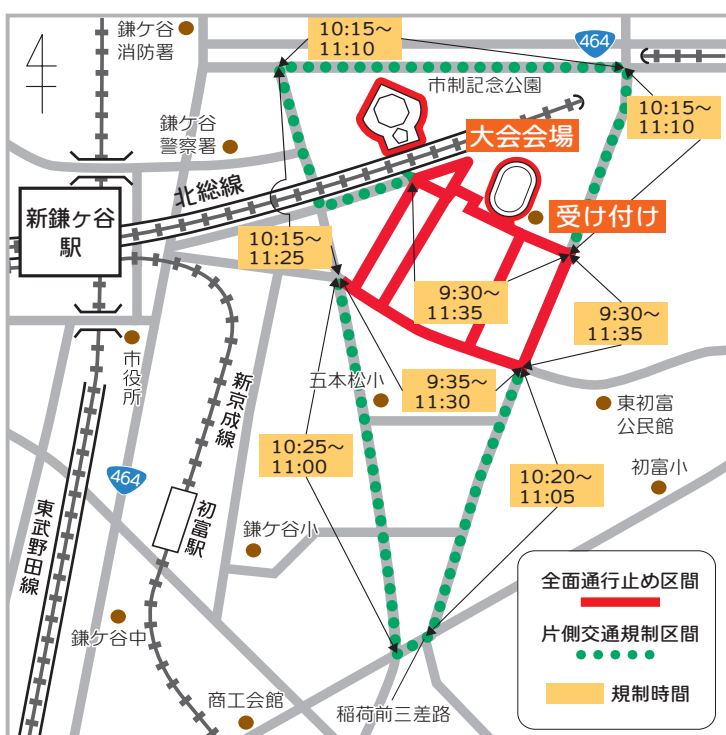 鎌ケ谷
消防署
10:15〜
11:10
464
市制記念公園
10:15〜
11:10
鎌ケ谷
警察署
大会会場
北総線
受け付け
新鎌ヶ谷
駅
10:15〜
11:25
9:30〜
11:35
9:30〜
11:35
市役所
新京成線
五本松小
9:35〜
11:30
東初富
公民館
10:25〜
11:00
464
10:20〜
11:05
初富小
東武野田線
初富駅
鎌ケ谷小
全面通行止め区間
片側交通規制区間
鎌ケ谷中
規制時間
商工会館
稲荷前三差路